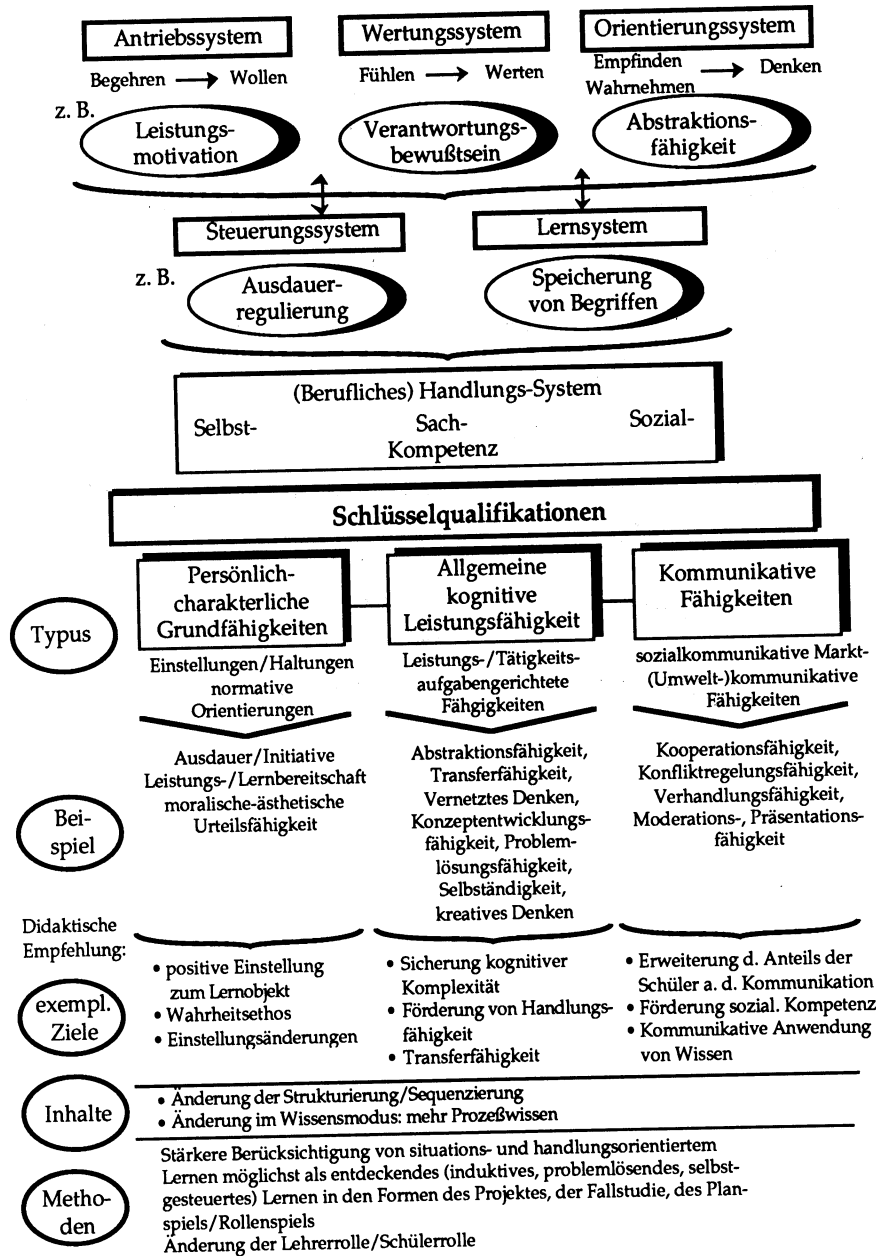 Antriebssystem
Wertungssystem
Orientierungssystem
Begehren → Wollen
Fühlen → Werten
Empfinden
Wahrnehmen → Denken
z. B.
Leistungs-
motivation
Verantwortungs-
bewußtsein
Abstraktions-
fähigkeit
Steuerungssystem
Lernsystem
z. B.
Ausdauer-
regulierung
Speicherung
von Begriffen
(Berufliches) Handlungs-System
Selbst- Sach- Sozial-
Kompetenz
Schlüsselqualifikationen
Typus
Persönlich-
charakterliche
Grundfähigkeiten
Einstellungen/Haltungen
normative
Orientierungen
Allgemeine
kognitive
Leistungsfähigkeit
Leistungs-/Tätigkeits-
aufgabengerichtete
Fähgigkeiten
Kommunikative
Fähigkeiten
sozialkommunikative Markt-
(Umwelt-)kommunikative
Fähigkeiten
Bei-
spiel
Ausdauer/Initiative
Leistungs-/Lernbereitschaft
moralische-ästhetische
Urteilsfähigkeit
Abstraktionsfähigkeit,
Transferfähigkeit,
Vernetztes Denken,
Konzeptentwicklungs-
fähigkeit, Problem-
lösungsfähigkeit,
Selbständigkeit,
kreatives Denken
Kooperationsfähigkeit,
Konfliktregelungsfähigkeit,
Verhandlungsfähigkeit,
Moderations-, Präsentations-
fähigkeit
Didaktische
Empfehlung:
exempl.
Ziele
• positive Einstellung
zum Lernobjekt
• Wahrheitsethos
• Einstellungsänderungen
• Sicherung kognitiver
Komplexität
• Förderung von Handlungs-
fähigkeit
• Transferfähigkeit
• Erweiterung d. Anteils der
Schüler a. d. Kommunikation
• Förderung sozial. Kompetenz
• Kommunikative Anwendung
von Wissen
Inhalte
• Änderung der Strukturierung/Sequenzierung
• Änderung im Wissensmodus: mehr Prozeßwissen
Metho-
den
Stärkere Berücksichtigung von situations- und handlungsorientiertem
Lernen möglichst als entdeckendes (induktives, problemlösendes, selbst-
gesteuertes) Lernen in den Formen des Projektes, der Fallstudie, des Plan-
spiels/Rollenspiels
Änderung der Lehrerrolle/Schülerrolle